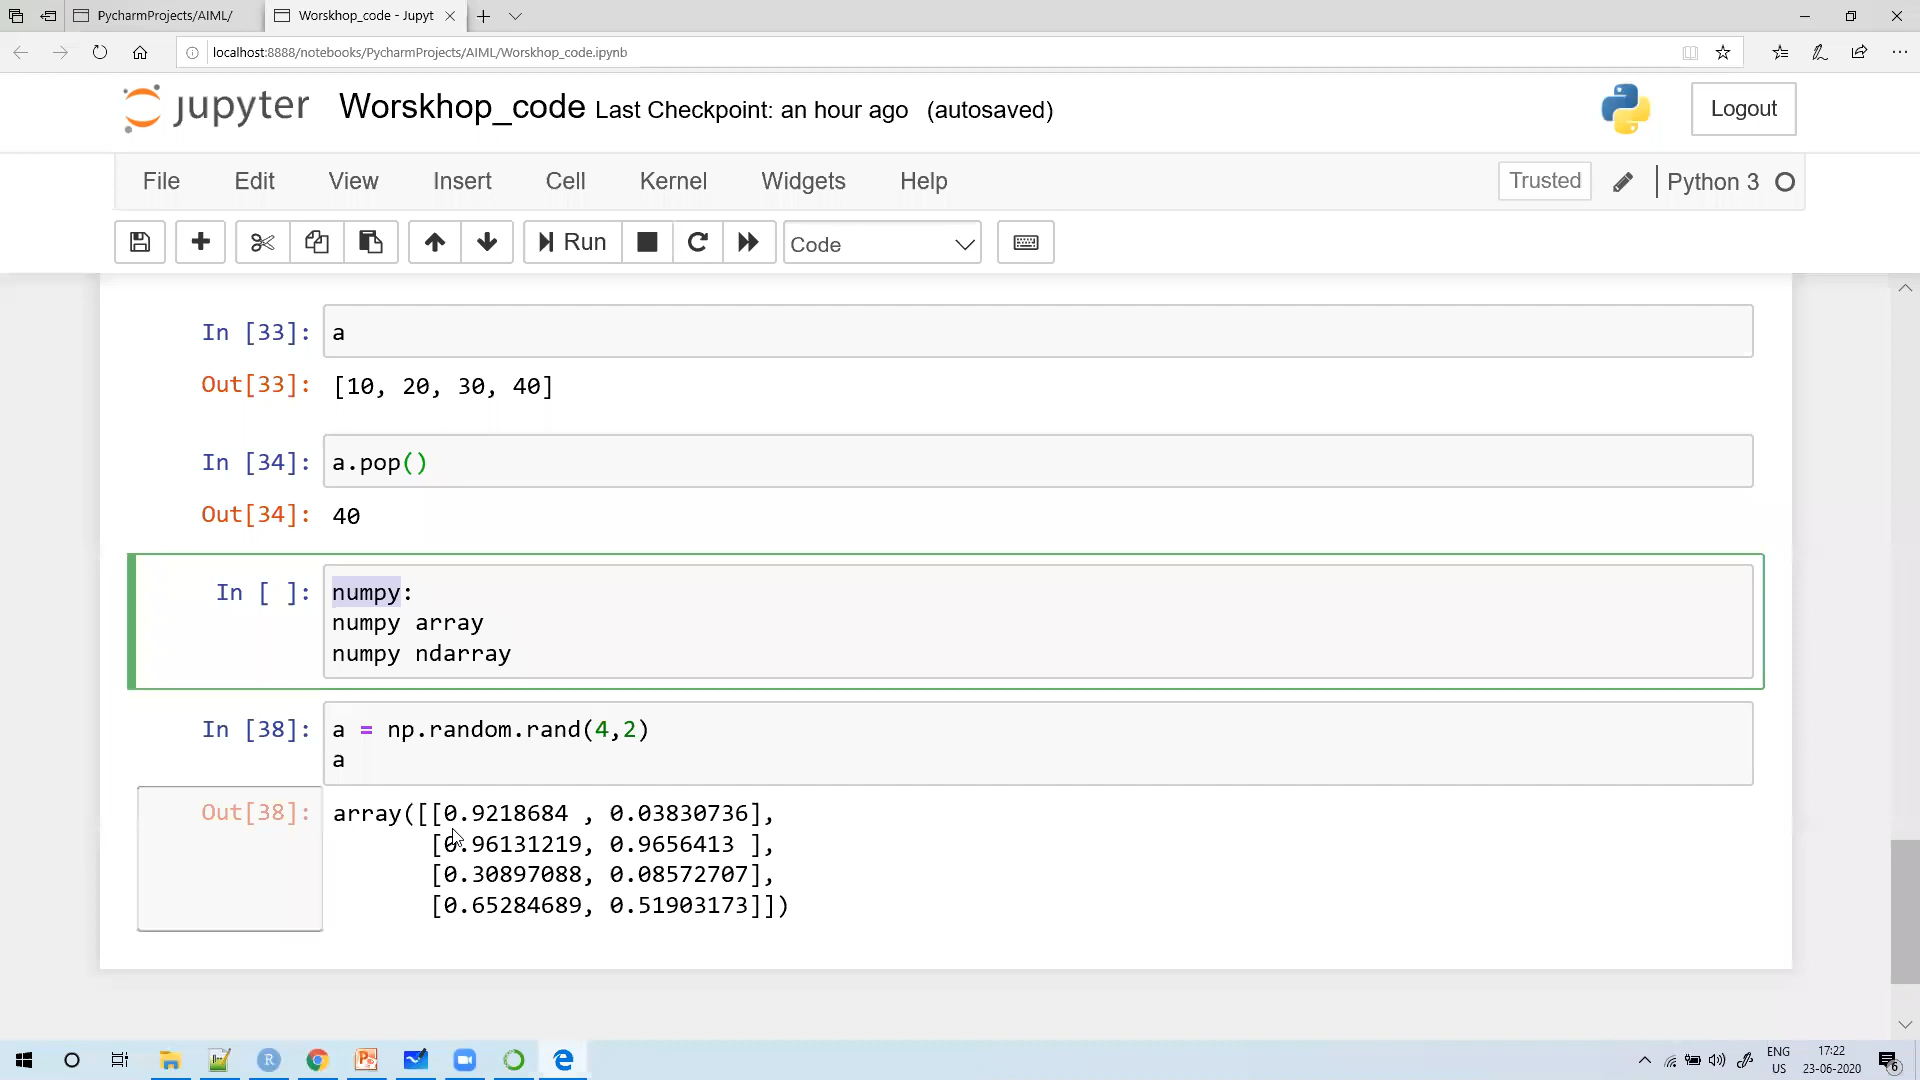 PycharmProjects/AIML/
Worskhop_code - Jupyt
localhost:8888/notebooks/PycharmProjects/AIML/Worskhop_code.ipynb
jupyter Worskhop_code Last Checkpoint: an hour ago (autosaved)
Logout
File Edit View Insert Cell Kernel Widgets Help
Trusted
Python 3
Run
Code
In [33]: a
Out[33]: [10, 20, 30, 40]
In [34]: a.pop()
Out[34]: 40
In [ ]: numpy:
numpy array
numpy ndarray
In [38]: a = np.random.rand(4,2)
a
Out[38]: array([[0.9218684 , 0.03830736],
[0.96131219, 0.9656413 ],
[0.30897088, 0.08572707],
[0.65284689, 0.51903173]])
ENG
US
17:22
23-06-2020
6